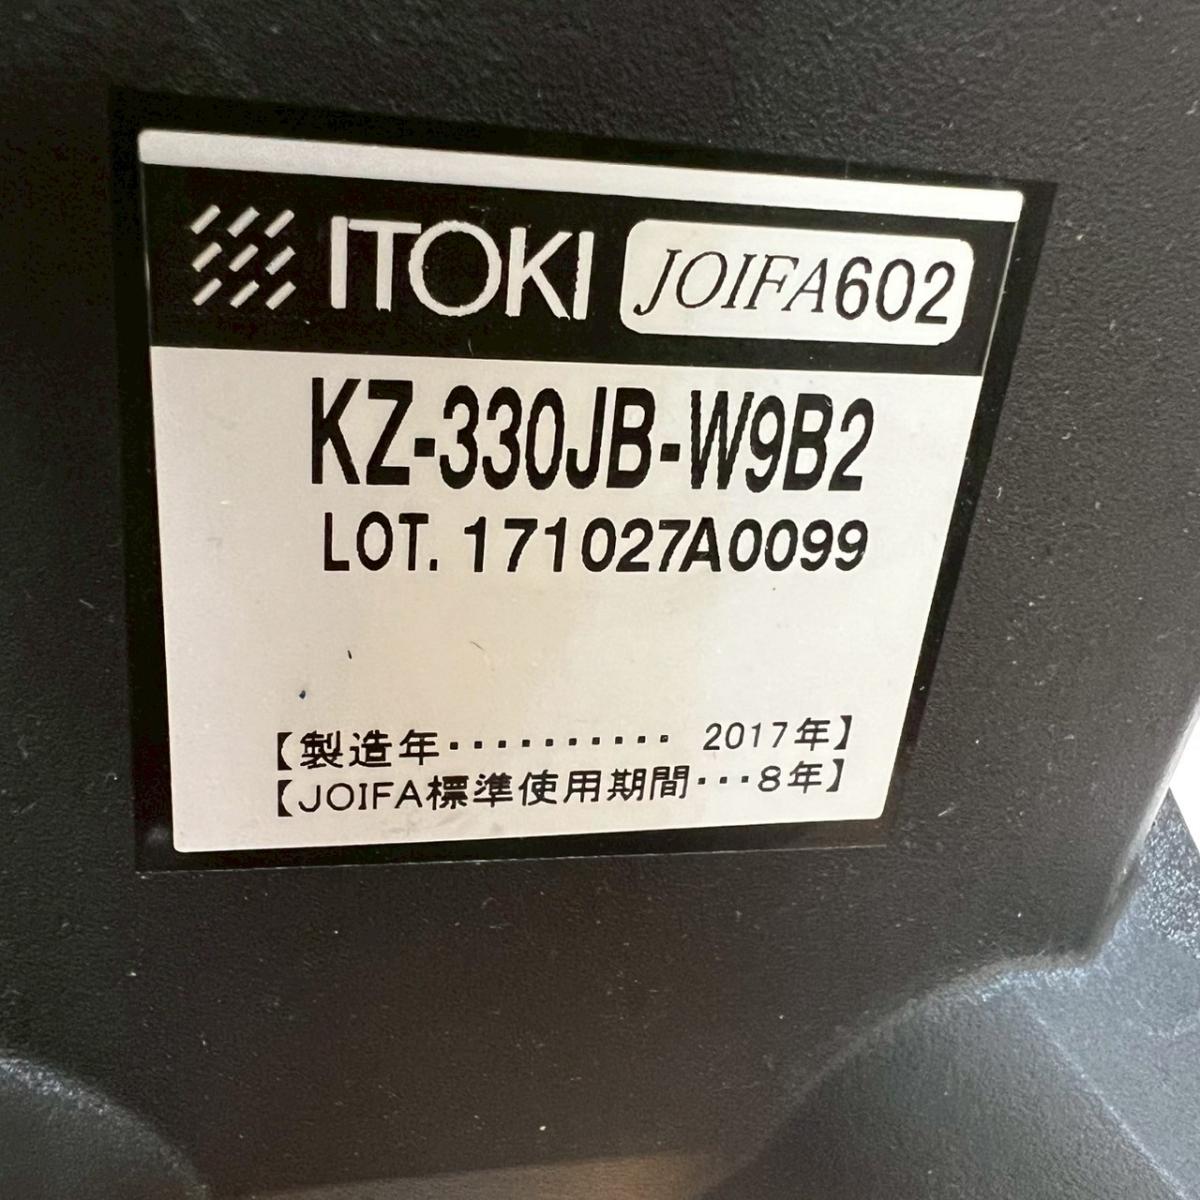 ITOKI JOIFA602
KZ-330JB-W9B2
LOT. 171027A0099
【製造年・・・・・・・・・・ 2017年】
【JOIFA標準使用期間・・・8年】